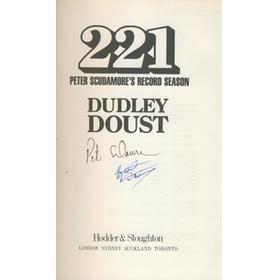 221
PETER SCUDAMORE'S RECORD SEASON
DUDLEY
DOUST
Hodder & Stoughton
LONDON SYDNEY AUCKLAND TORONTO